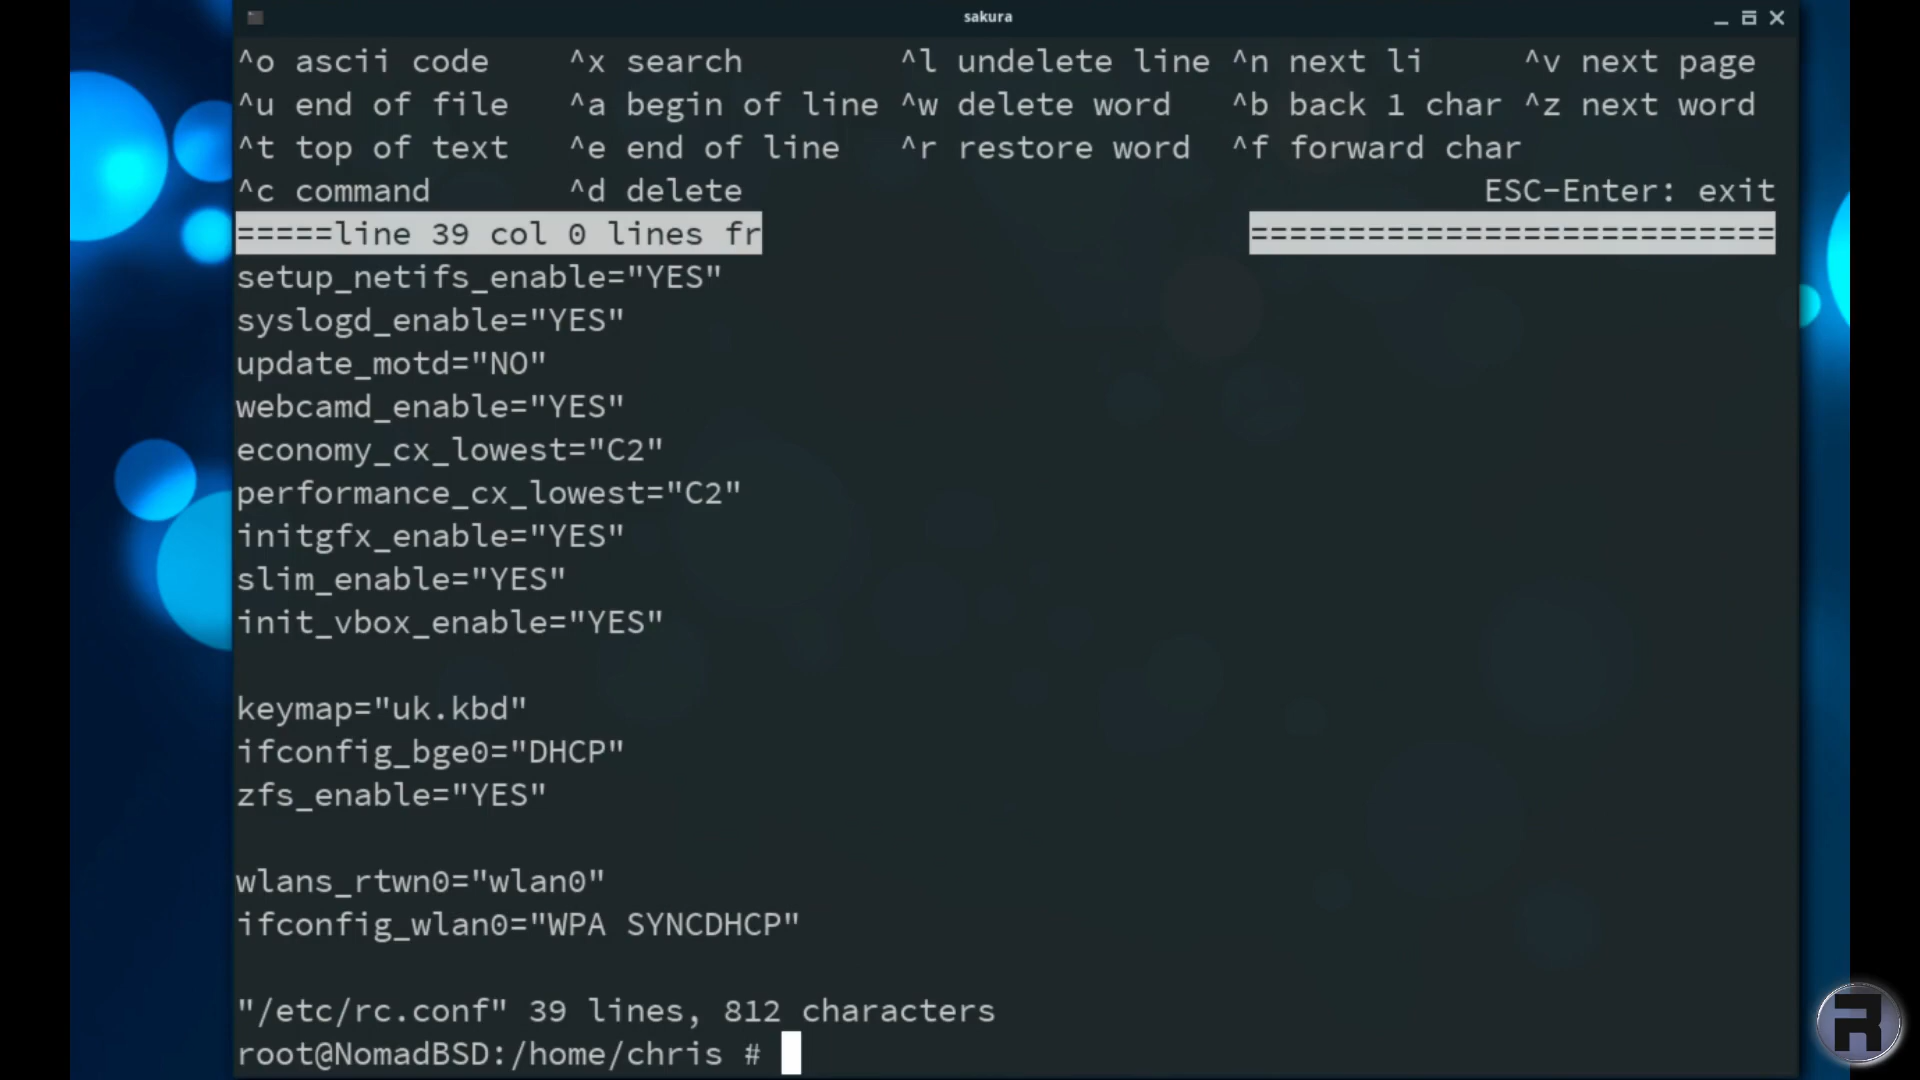 sakura
^o ascii code ^x search ^l undelete line ^n next li ^v next page
^u end of file ^a begin of line ^w delete word ^b back 1 char ^z next word
^t top of text ^e end of line ^r restore word ^f forward char
^c command ^d delete ESC-Enter: exit
=====line 39 col 0 lines fr ===========================
setup_netifs_enable="YES"
syslogd_enable="YES"
update_motd="NO"
webcamd_enable="YES"
economy_cx_lowest="C2"
performance_cx_lowest="C2"
initgfx_enable="YES"
slim_enable="YES"
init_vbox_enable="YES"
keymap="uk.kbd"
ifconfig_bge0="DHCP"
zfs_enable="YES"
wlans_rtwn0="wlan0"
ifconfig_wlan0="WPA SYNCDHCP"
"/etc/rc.conf" 39 lines, 812 characters
root@NomadBSD:/home/chris #